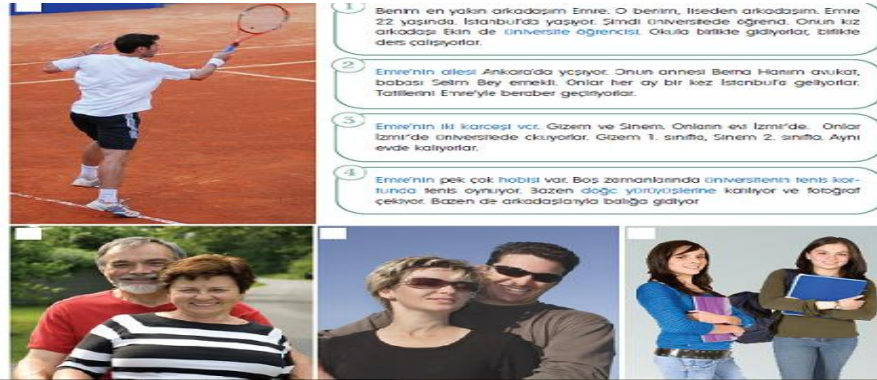 1
Benim en yakın arkadaşım Emre. O benim, liseden arkadaşım. Emre
22 yaşında. İstanbul'da yaşıyor. Şimdi üniversitede öğrenci. Onun kız
arkadaşı Ekin de üniversite öğrencisi. Okula birlikte gidiyorlar, birlikte
ders çalışıyorlar.
2
Emre'nin ailesi Ankara'da yaşıyor. Onun annesi Berna Hanım avukat,
babası Selim Bey emekli. Onlar her ay bir kez İstanbul'a geliyorlar.
Tatillerini Emre'yle beraber geçiriyorlar.
3
Emre'nin iki kardeşi var. Gizem ve Sinem. Onların evi İzmir'de. Onlar
İzmir'de üniversitede okuyorlar. Gizem 1. sınıfta, Sinem 2. sınıfta. Aynı
evde kalıyorlar.
4
Emre'nin pek çok hobisi var. Boş zamanlarında üniversitenin tenis kor-
tunda tenis oynuyor. Bazen doğa yürüyüşlerine katılıyor ve fotoğraf
çekiyor. Bazen de arkadaşlarıyla balığa gidiyor